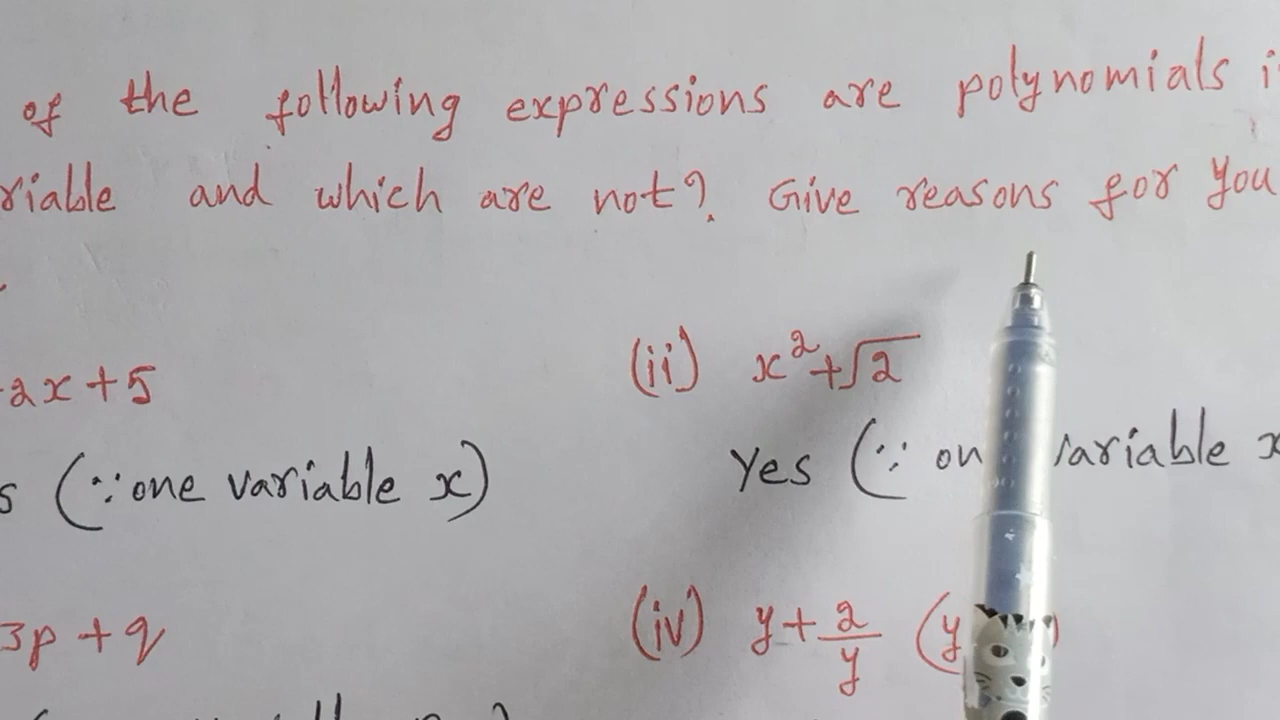 of the following expressions are polynomials i
riable and which are not? Give reasons for you
-2x+5
(ii) x²+√2
s (∵ one variable x)
Yes (∵ on variable x
3p+q
(iv) y+2/y (y )